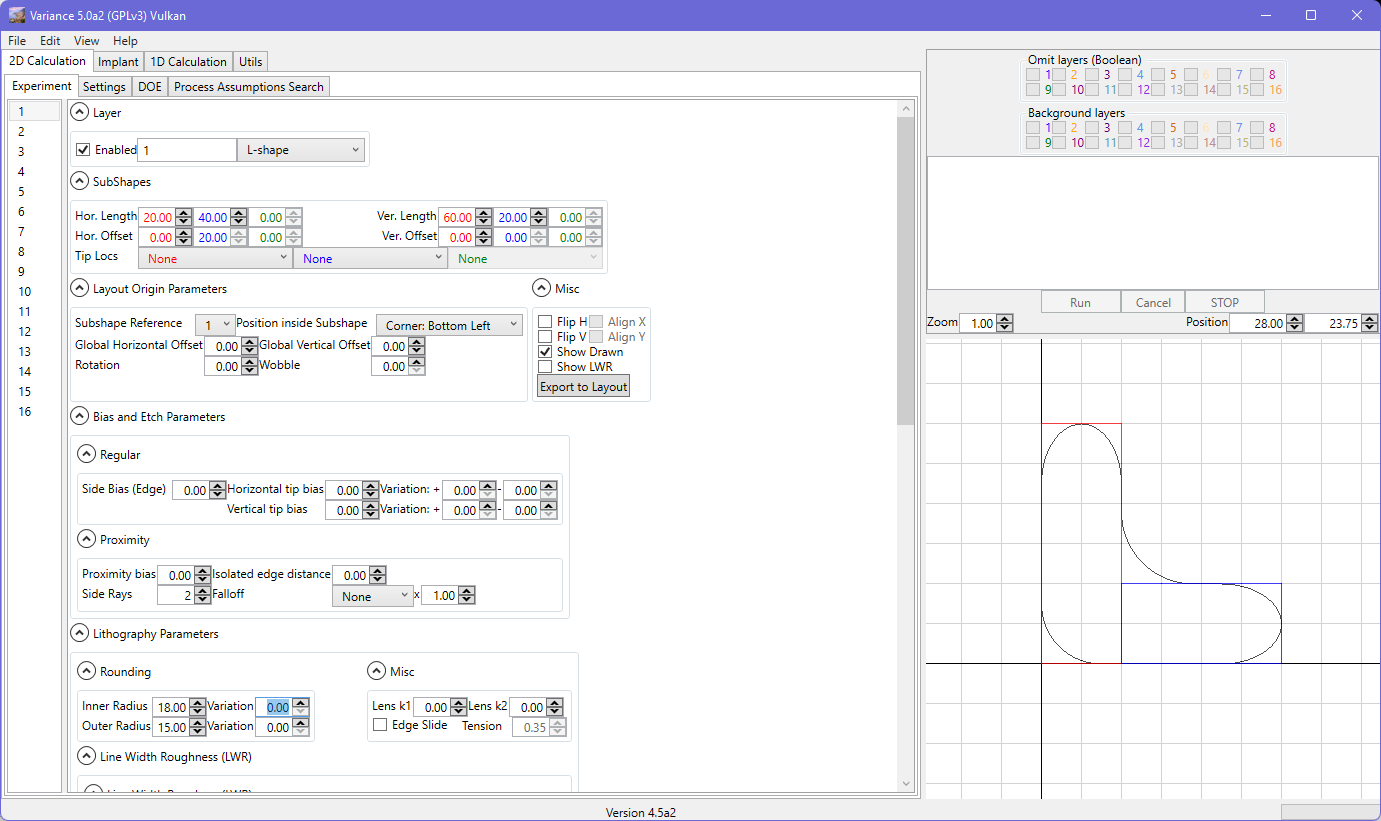 Variance 5.0a2 (GPLv3) Vulkan
File Edit View Help
2D Calculation Implant 1D Calculation Utils
Experiment Settings DOE Process Assumptions Search
1
2
3
4
5
6
7
8
9
10
11
12
13
14
15
16
Layer
Enabled 1 L-shape
SubShapes
Hor. Length 20.00 40.00 0.00 Ver. Length 60.00 20.00 0.00
Hor. Offset 0.00 20.00 0.00 Ver. Offset 0.00 0.00 0.00
Tip Locs None None None
Layout Origin Parameters
Subshape Reference 1 Position inside Subshape Corner: Bottom Left
Global Horizontal Offset 0.00 Global Vertical Offset 0.00
Rotation 0.00 Wobble 0.00
Misc
Flip H Align X
Flip V Align Y
Show Drawn
Show LWR
Export to Layout
Bias and Etch Parameters
Regular
Side Bias (Edge) 0.00 Horizontal tip bias 0.00 Variation: + 0.00 - 0.00
Vertical tip bias 0.00 Variation: + 0.00 - 0.00
Proximity
Proximity bias 0.00 Isolated edge distance 0.00
Side Rays 2 Falloff None x 1.00
Lithography Parameters
Rounding
Inner Radius 18.00 Variation 0.00
Outer Radius 15.00 Variation 0.00
Misc
Lens k1 0.00 Lens k2 0.00
Edge Slide Tension 0.35
Line Width Roughness (LWR)
Line Width Roughness (LWR)
Omit layers (Boolean)
1 2 3 4 5 6 7 8
9 10 11 12 13 14 15 16
Background layers
1 2 3 4 5 6 7 8
9 10 11 12 13 14 15 16
Run Cancel STOP
Zoom 1.00 Position 28.00 23.75
Version 4.5a2